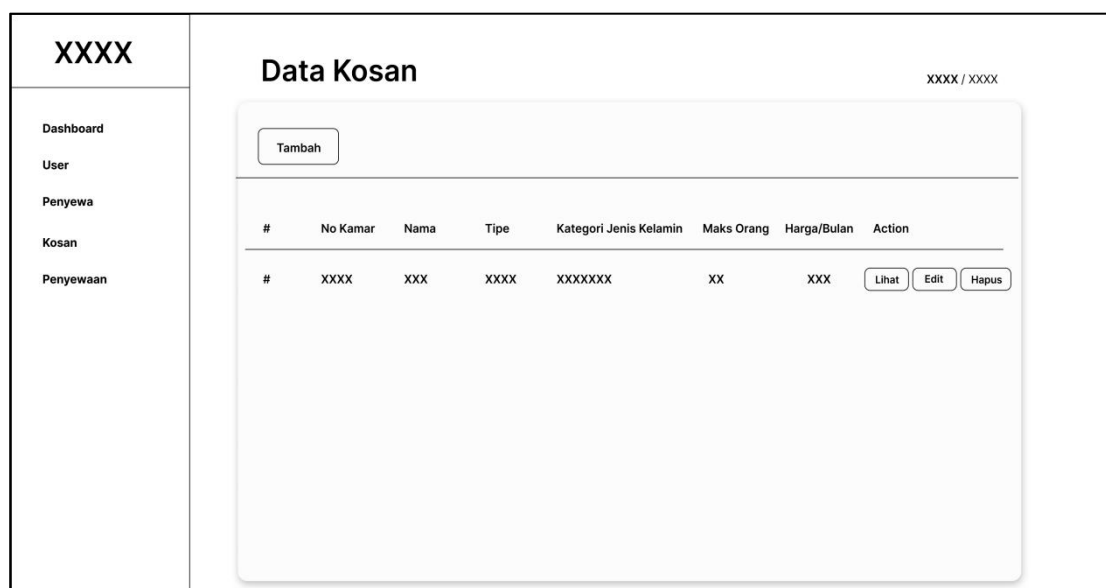 XXXX
Dashboard
User
Penyewa
Kosan
Penyewaan
Data Kosan
XXXX / XXXX
Tambah
# No Kamar Nama Tipe Kategori Jenis Kelamin Maks Orang Harga/Bulan Action
# XXXX XXX XXXX XXXXXXX XX XXX Lihat Edit Hapus